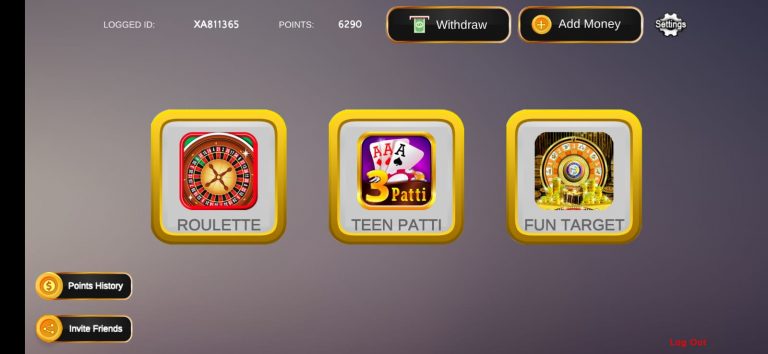 LOGGED ID: XA811365 POINTS: 6290 Withdraw Add Money Settings
A A A
3 Patti
ROULETTE TEEN PATTI FUN TARGET
Points History
Invite Friends
Log Out